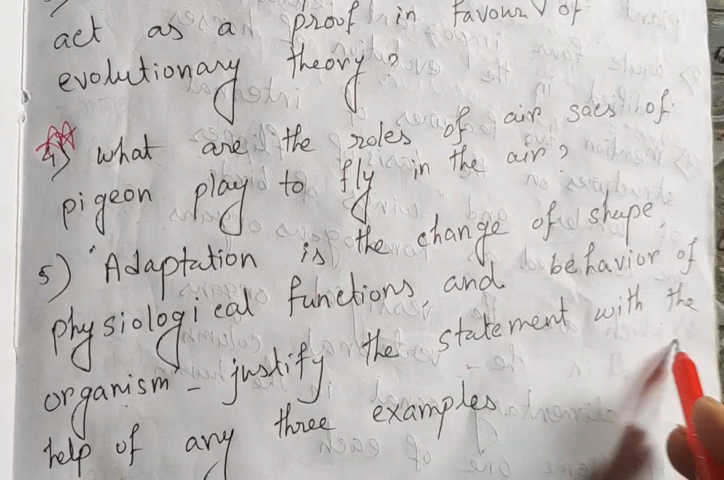 act as a proof in favour of
evolutionary theory?
4) what are the roles of air sacs of
pigeon play to fly in the air?
5) "Adaptation is the change of shape,
physiological functions and behavior of
organism - justify the statement with the
help of any three examples.